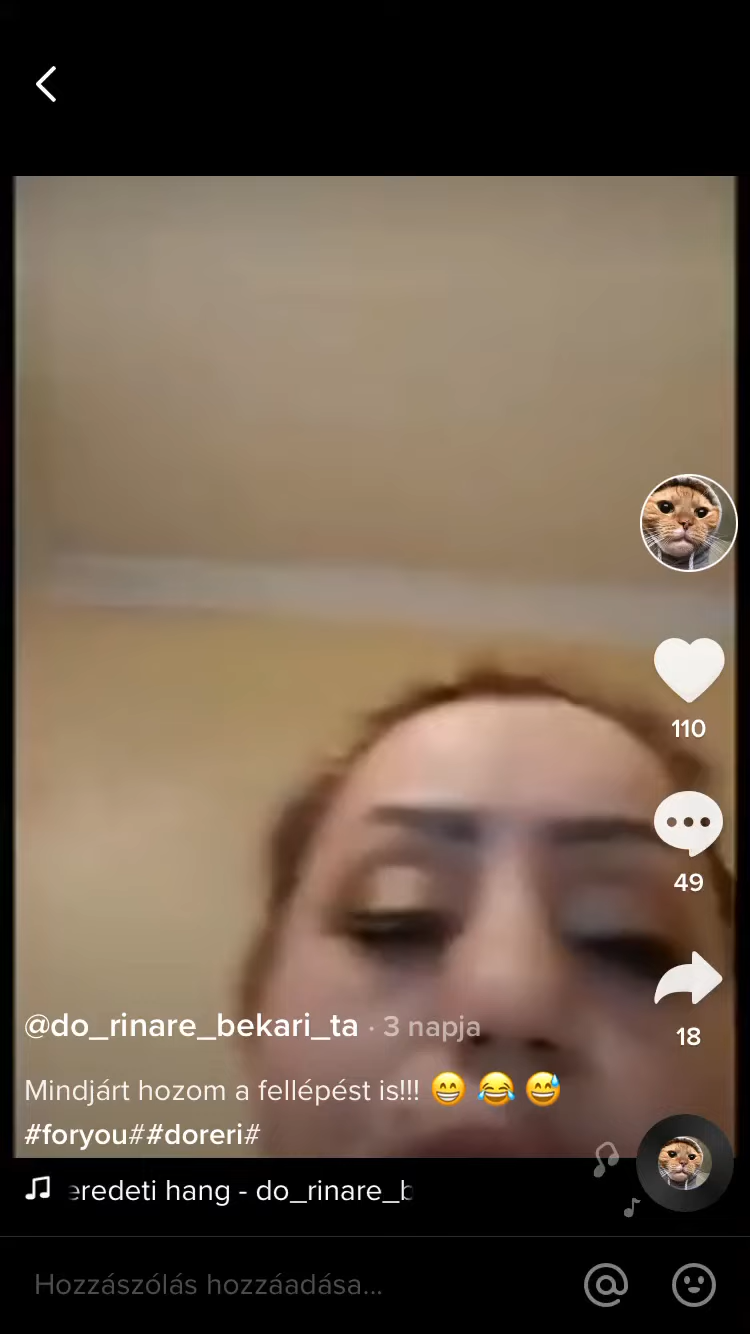 110
49
18
@do_rinare_bekari_ta · 3 napja
Mindjárt hozom a fellépést is!!! 😁 😂 😅
#foryou##doreri#
eredeti hang - do_rinare_b
Hozzászólás hozzáadása...